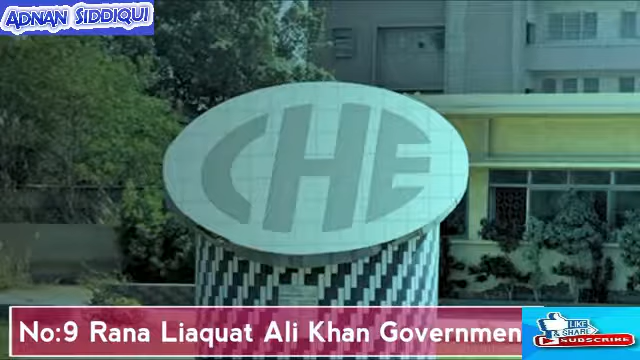 ADNAN SIDDIQUI
CHE
No:9 Rana Liaquat Ali Khan Governmen
LIKE
SHARE
SUBSCRIBE